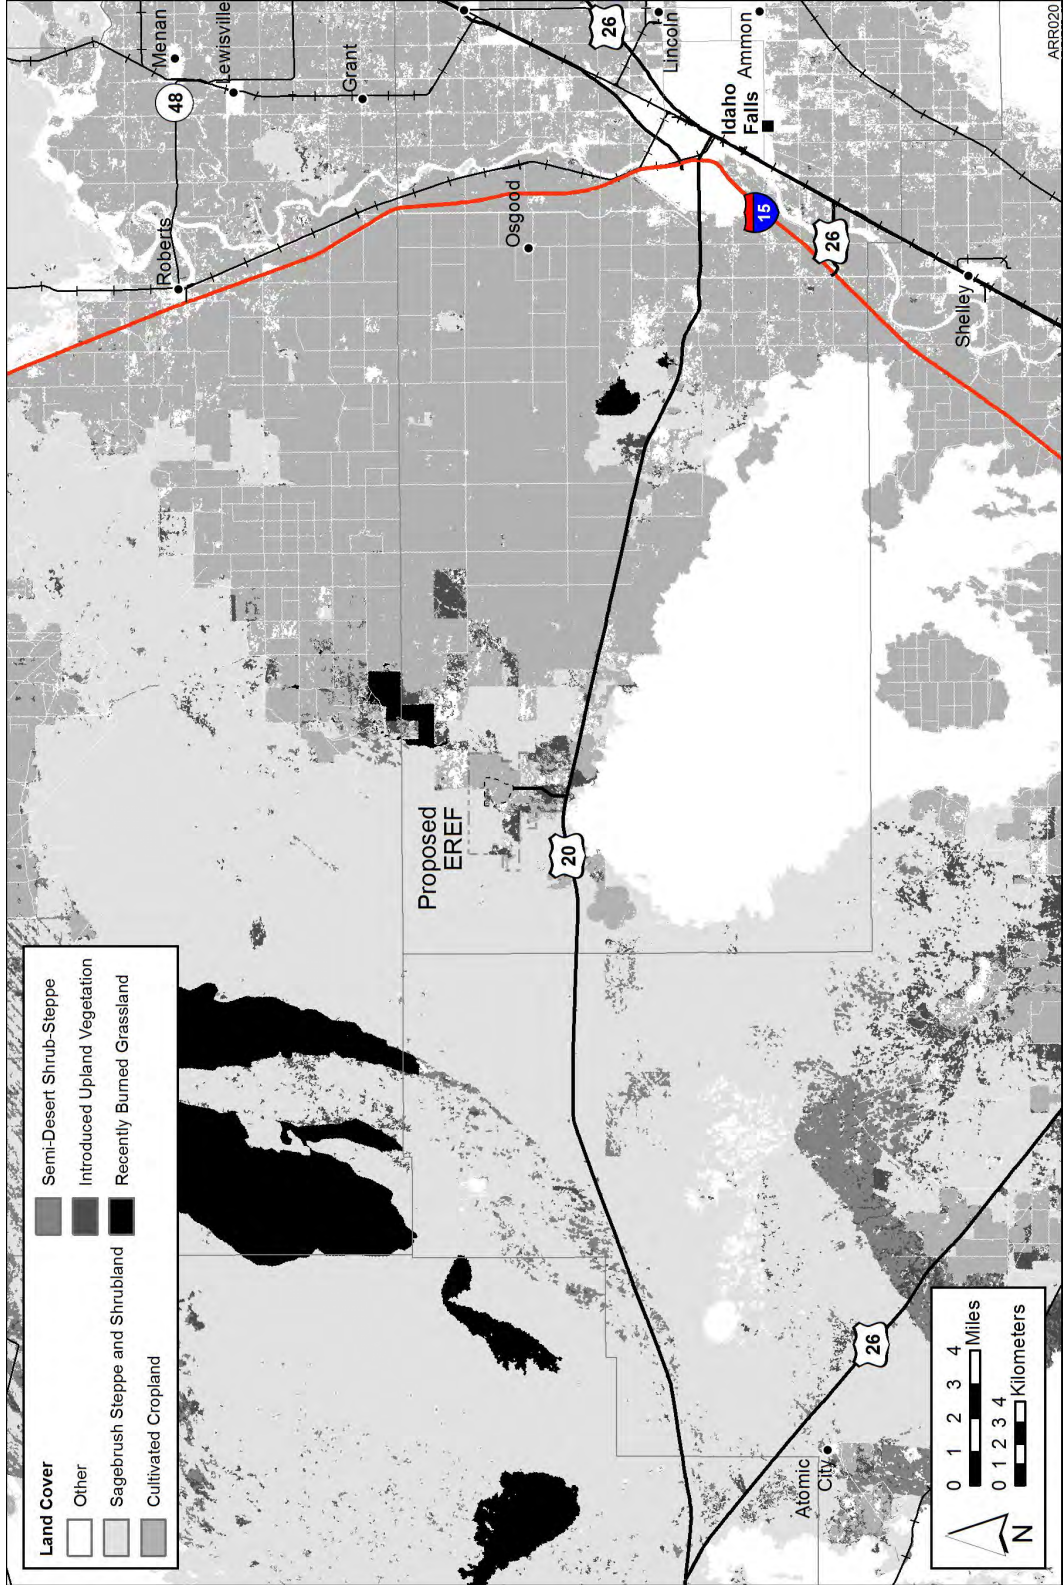 Land Cover
Other
Sagebrush Steppe and Shrubland
Cultivated Cropland
Semi-Desert Shrub-Steppe
Introduced Upland Vegetation
Recently Burned Grassland
Roberts
48
Menan
Lewisville
Grant
Osgood
26
Lincoln
Ammon
Idaho
Falls
15
26
Shelley
Proposed
EREF
20
26
Atomic
City
N
0 1 2 3 4
Miles
0 1 2 3 4
Kilometers
ARR020